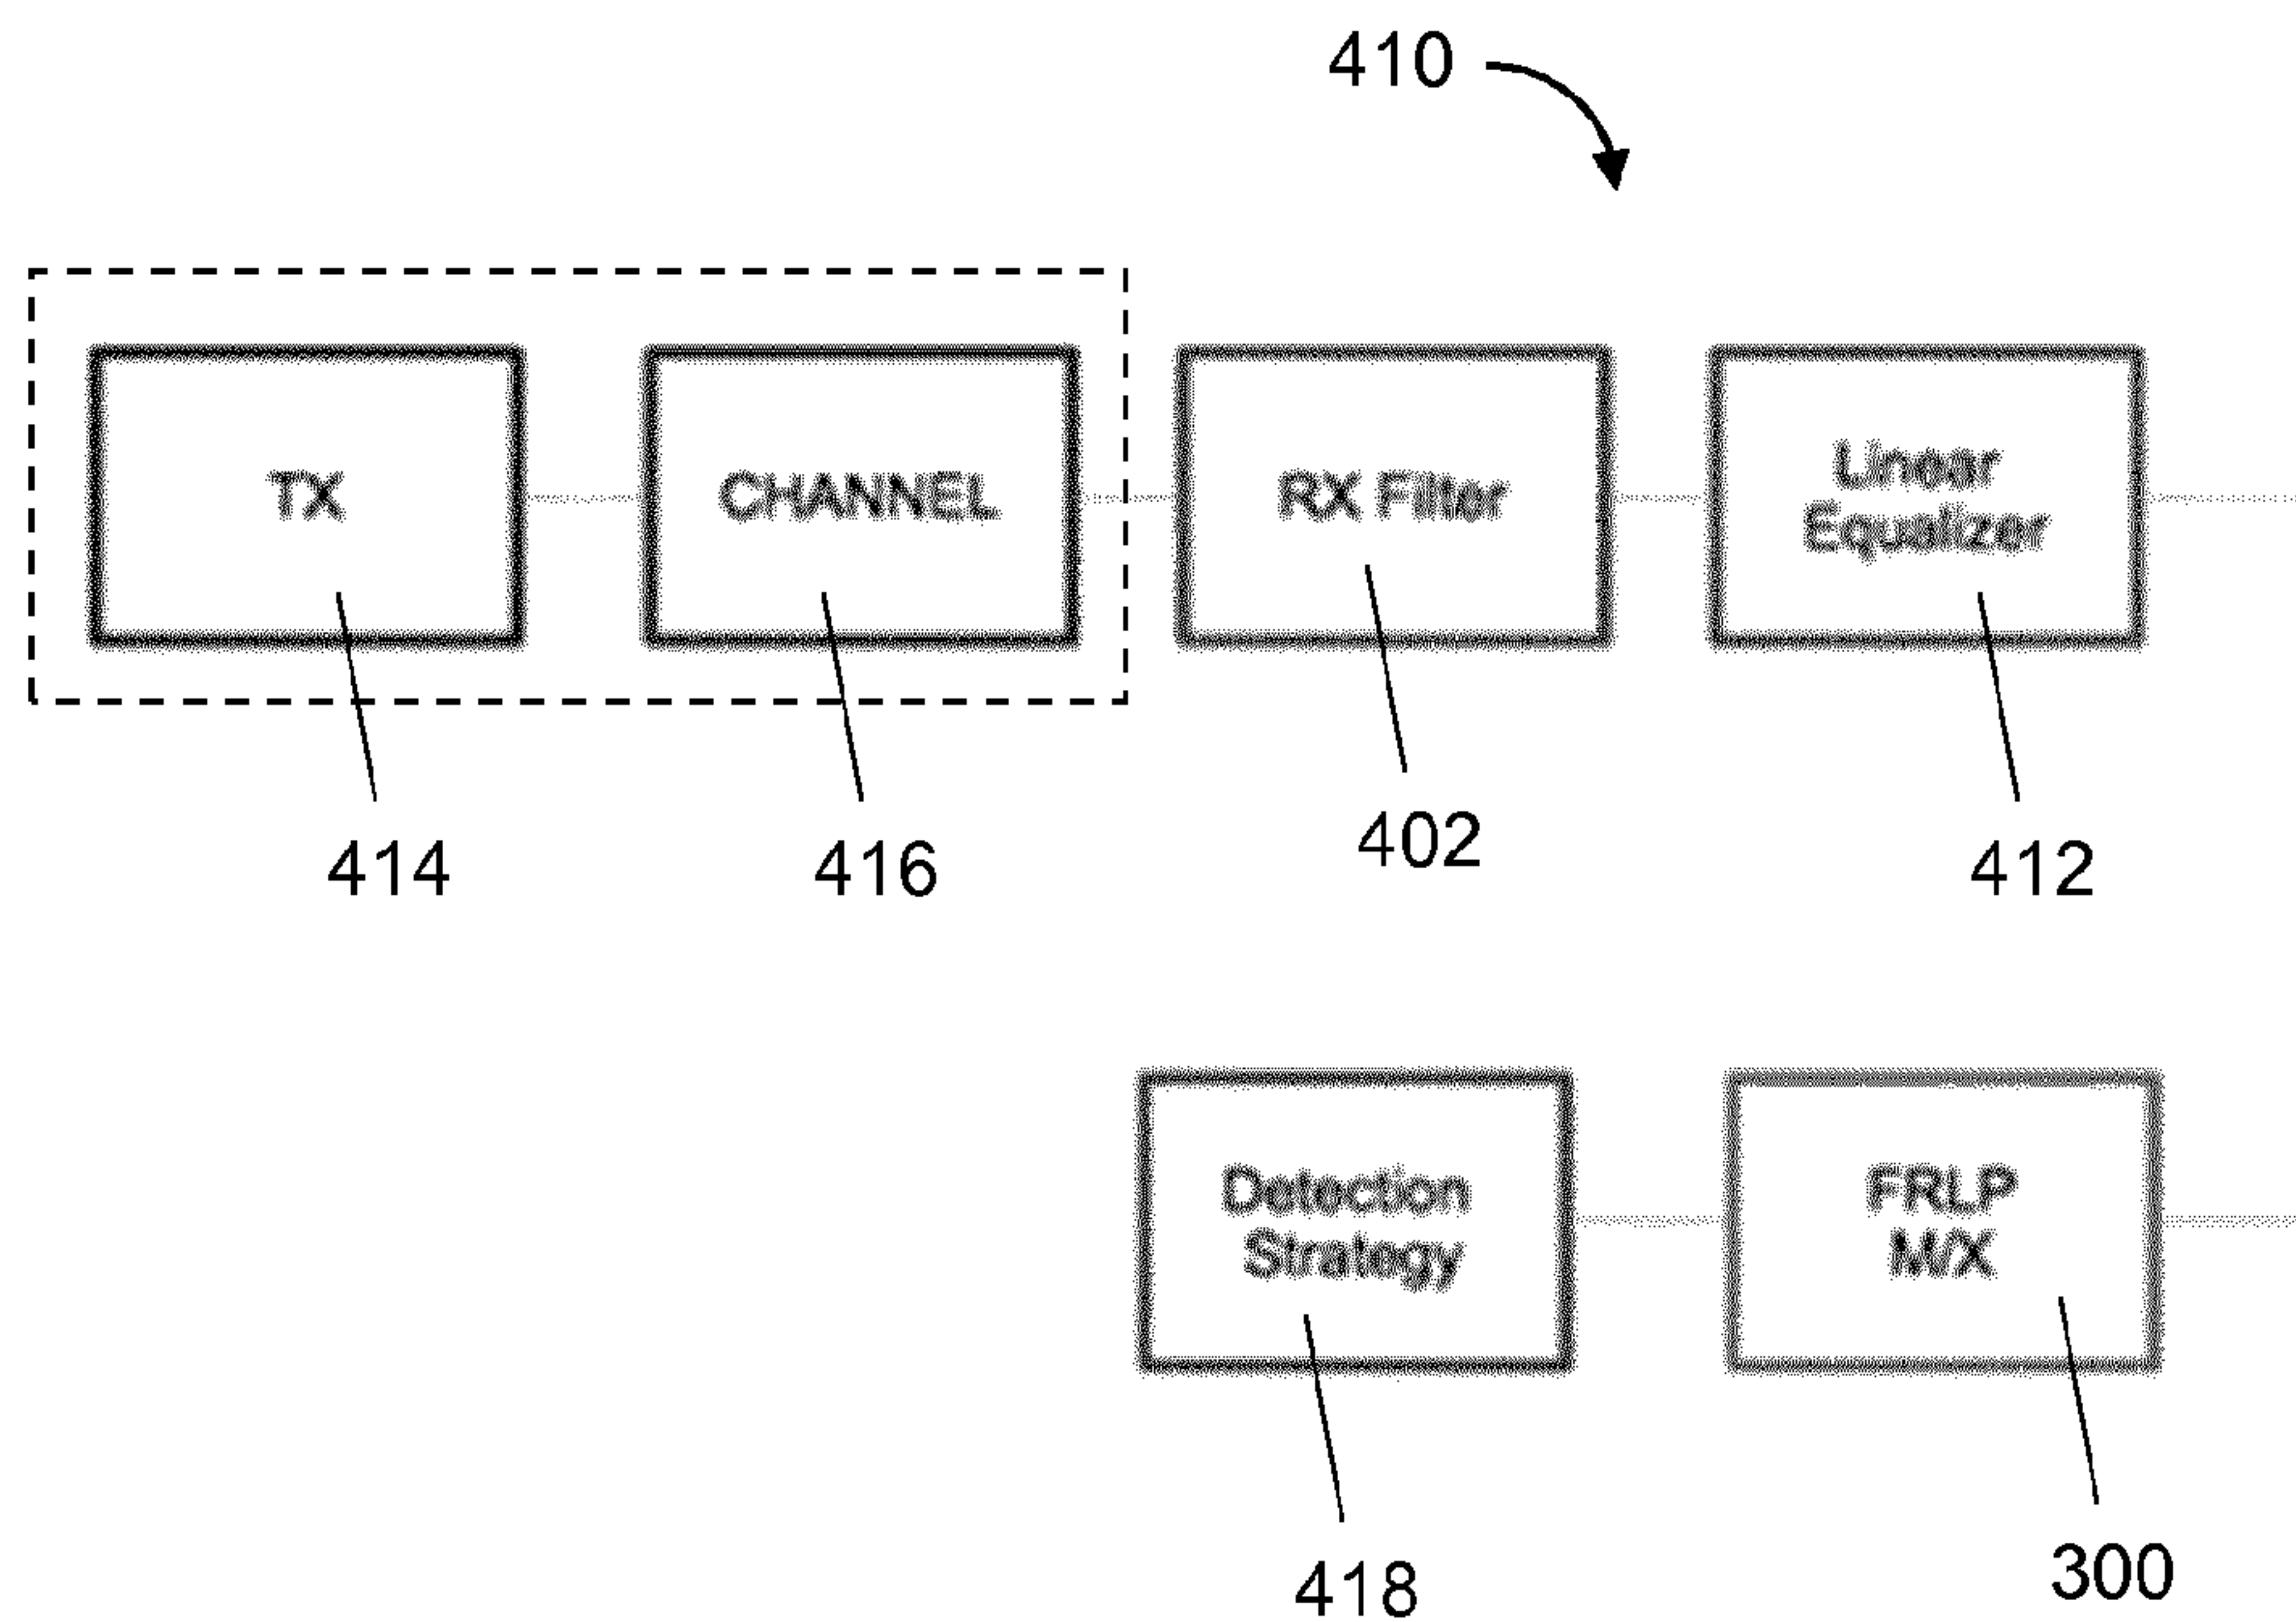 410
TX
CHANNEL
RX Filter
Linear
Equalizer
414
416
402
412
Detection
Strategy
FRLP
M/X
418
300